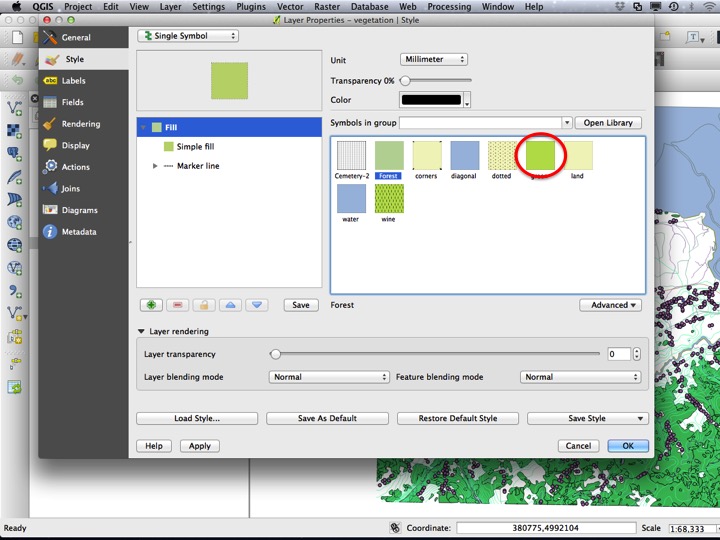 QGIS Project Edit View Layer Settings Plugins Vector Raster Database Web Processing Window Help
Layer Properties - vegetation | Style
General
Style
Labels
Fields
Rendering
Display
Actions
Joins
Diagrams
Metadata
Single Symbol
Fill
Simple fill
Marker line
Save
Unit
Millimeter
Transparency 0%
Color
Symbols in group
Open Library
Cemetery-2 Forest corners diagonal dotted land
water wine
Forest
Advanced
Layer rendering
Layer transparency
0
Layer blending mode
Normal
Feature blending mode
Normal
Load Style...
Save As Default
Restore Default Style
Save Style
Help
Apply
Cancel
OK
Ready
Coordinate:
380775,4992104
Scale
1:68,333